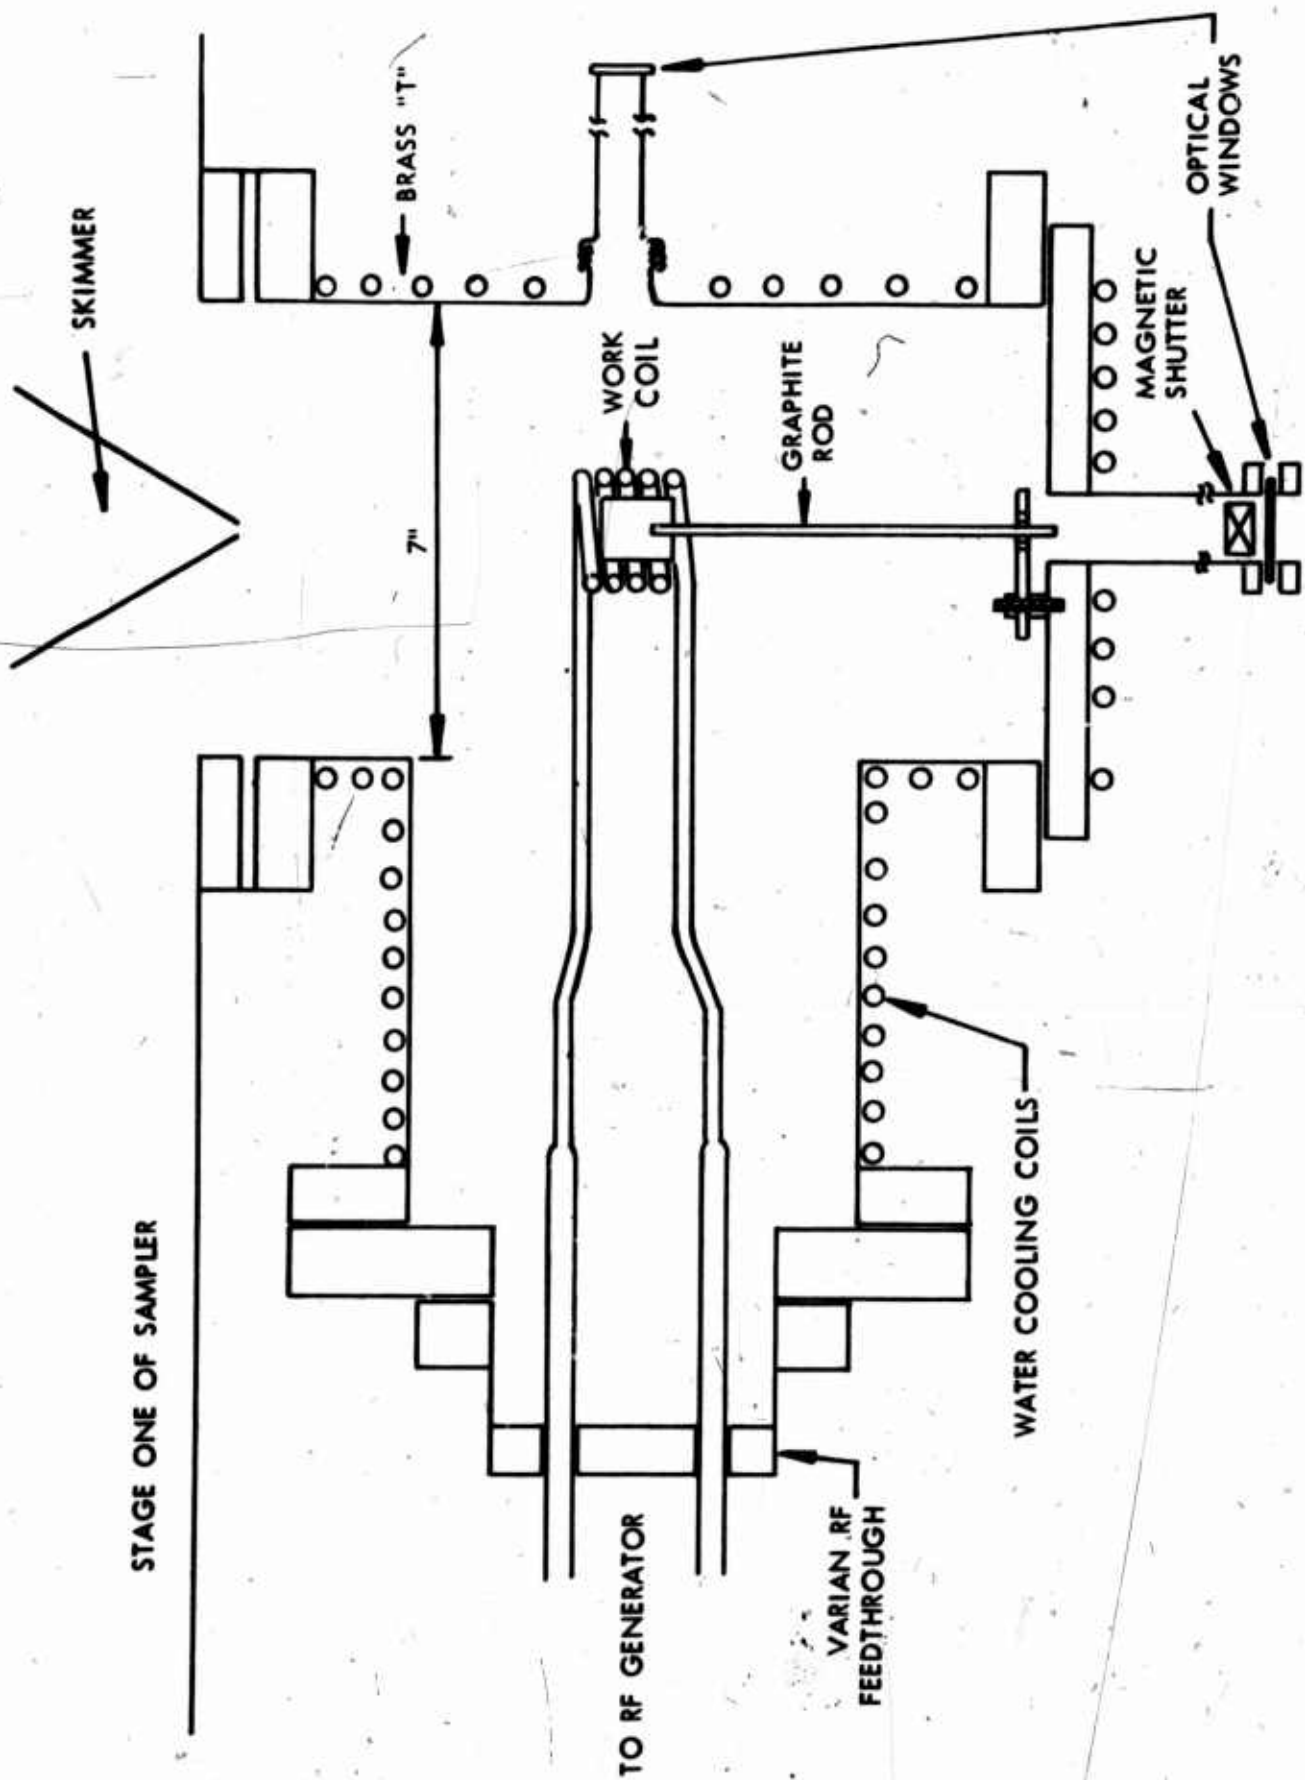 STAGE ONE OF SAMPLER
SKIMMER
BRASS "T"
7"
WORK
COIL
GRAPHITE
ROD
MAGNETIC
SHUTTER
OPTICAL
WINDOWS
TO RF GENERATOR
VARIAN RF
FEEDTHROUGH
WATER COOLING COILS